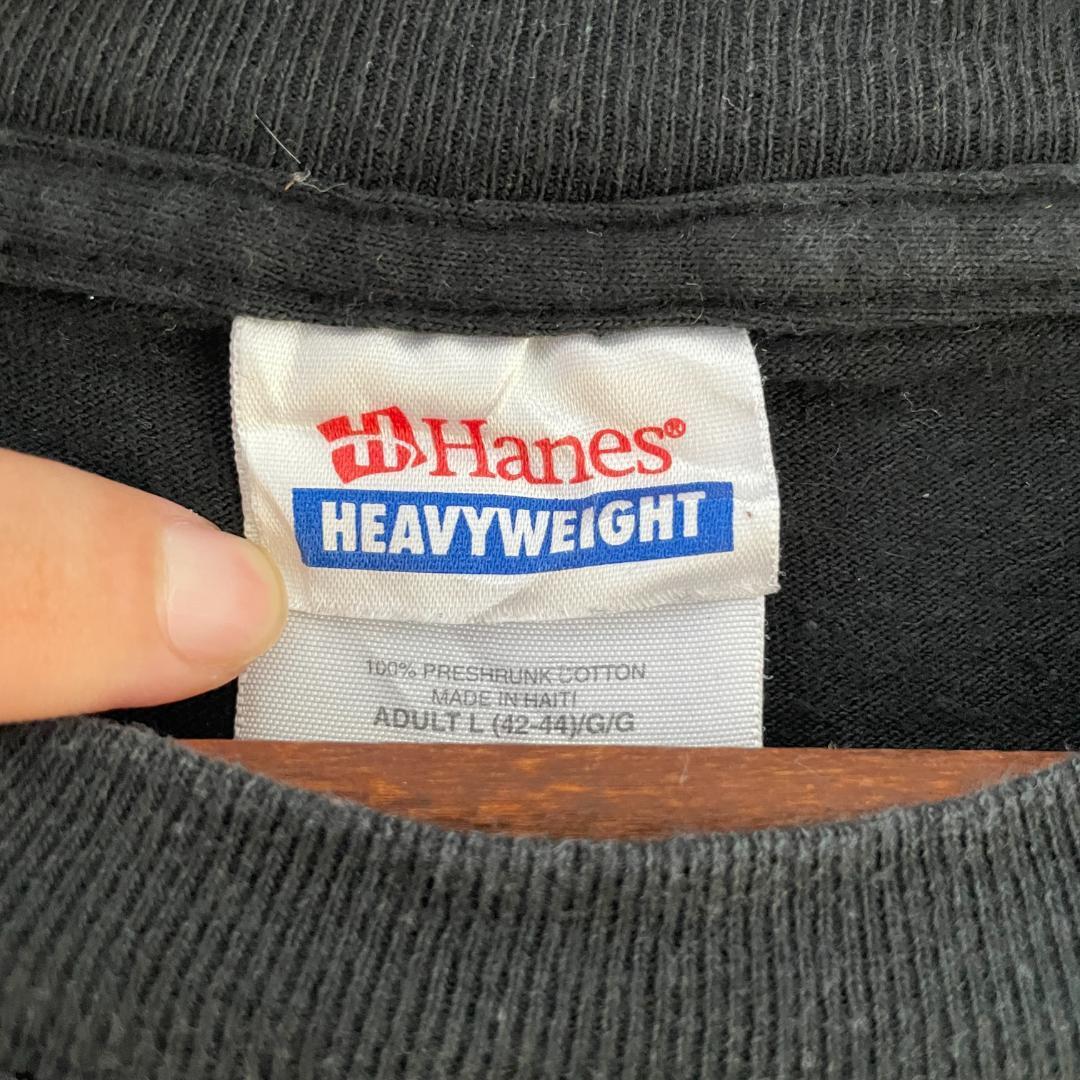 Hanes®
HEAVYWEIGHT
100% PRESHRUNK COTTON
MADE IN HAITI
ADULT L (42-44)/G/G